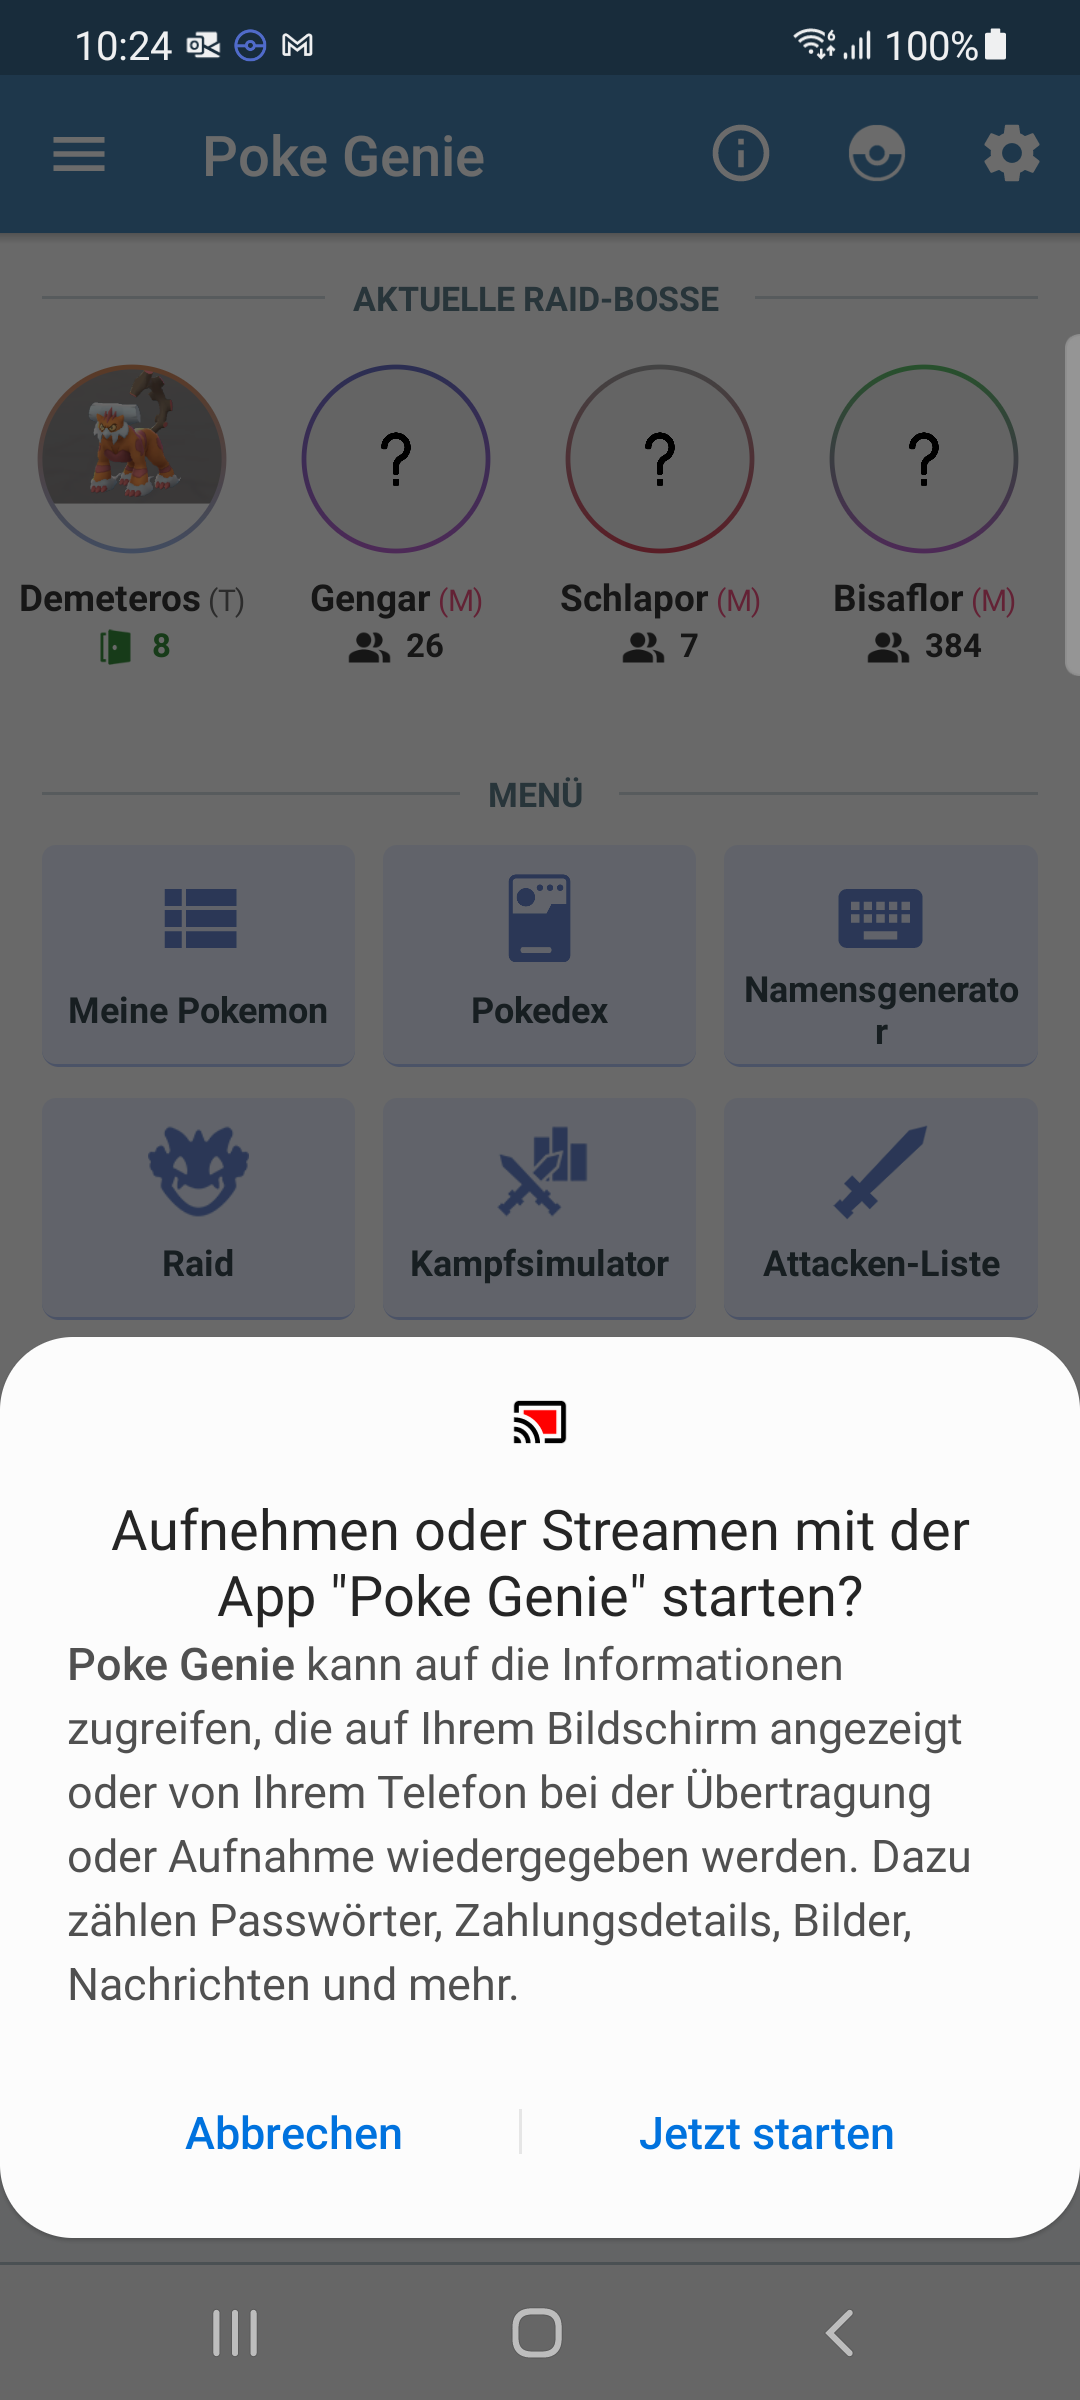 10:24 100%
Poke Genie
AKTUELLE RAID-BOSSE
? ? ?
Demeteros (T) Gengar (M) Schlapor (M) Bisaflor (M)
8 26 7 384
MENÜ
Meine Pokemon Pokedex Namensgenerato
r
Raid Kampfsimulator Attacken-Liste
Aufnehmen oder Streamen mit der
App "Poke Genie" starten?
Poke Genie kann auf die Informationen
zugreifen, die auf Ihrem Bildschirm angezeigt
oder von Ihrem Telefon bei der Übertragung
oder Aufnahme wiedergegeben werden. Dazu
zählen Passwörter, Zahlungsdetails, Bilder,
Nachrichten und mehr.
Abbrechen Jetzt starten